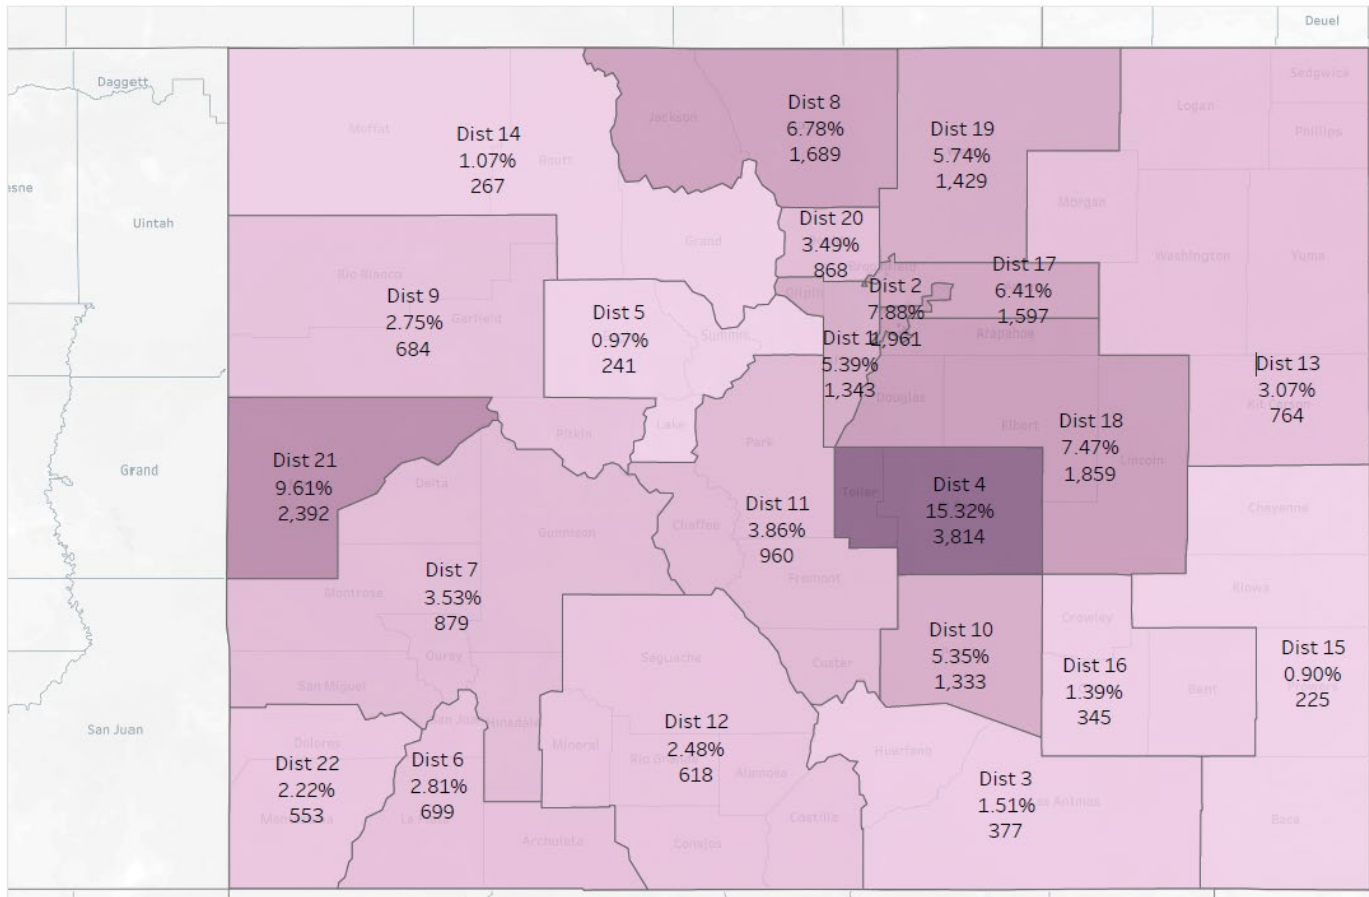 Deuel
Daggett
Sedgwick
Logan
Jackson
Dist 8
6.78%
1,689
Moffat
Dist 14
1.07%
267
Routt
Dist 19
5.74%
1,429
Phillips
Uintah
Morgan
Grand
Dist 20
3.49%
868
Washington
Yuma
Rio Blanco
Dist 9
2.75%
684
Garfield
Dist 5
0.97%
241
Summit
Gilpin
Dist 2
7.88%
Dist 17
6.41%
1,597
Arapahoe
5.39%
1,343
Dist 13
3.07%
764
Kit Carson
Douglas
Elbert
Dist 18
7.47%
1,859
Lincoln
Pitkin
Lake
Park
Grand
Dist 21
9.61%
2,392
Delta
Gunnison
Chaffee
Dist 11
3.86%
960
Fremont
Teller
Dist 4
15.32%
3,814
Cheyenne
Kiowa
Montrose
Dist 7
3.53%
879
Ouray
San Miguel
Saguache
Custer
Dist 10
5.35%
1,333
Crowley
Dist 16
1.39%
345
Bent
Dist 15
0.90%
225
San Juan
Dolores
Dist 22
2.22%
553
San Juan
Hinsdale
Dist 6
2.81%
699
Mineral
Dist 12
2.48%
618
Rio Grande
Alamosa
Huerfano
Dist 3
1.51%
377
Las Animas
Archuleta
Conejos
Costilla
Baca